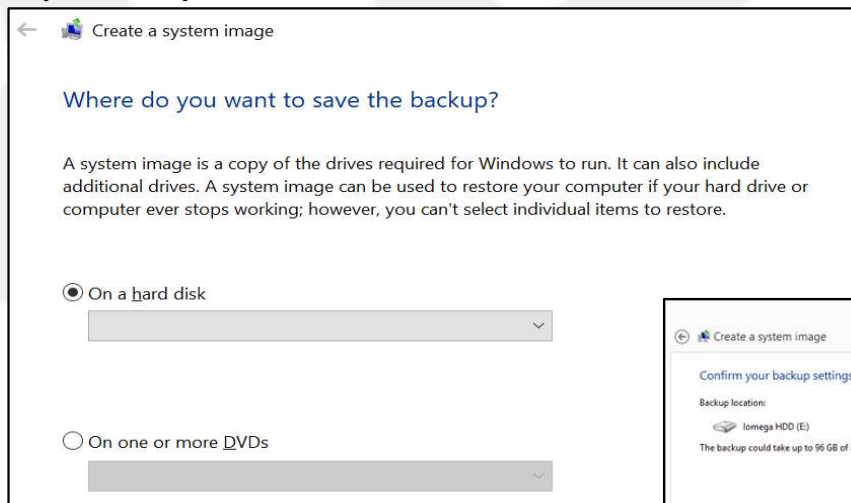 Create a system image
Where do you want to save the backup?
A system image is a copy of the drives required for Windows to run. It can also include
additional drives. A system image can be used to restore your computer if your hard drive or
computer ever stops working; however, you can't select individual items to restore.
On a hard disk
On one or more DVDs
Create a system image
Confirm your backup settings
Backup location:
Iomega HDD (E:)
The backup could take up to 96 GB of